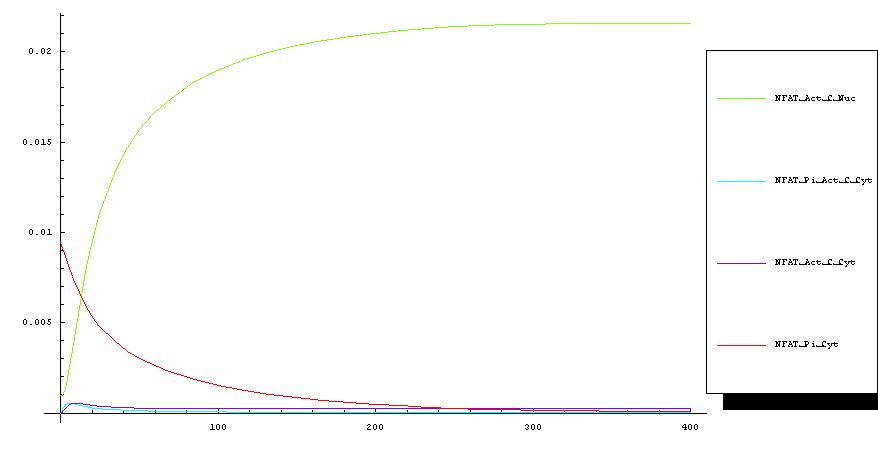 0.02
0.015
0.01
0.005
100
200
300
400
NFAT_Act_C_Nuc
NFAT_Pi_Act_C_Cyt
NFAT_Act_C_Cyt
NFAT_Pi_Cyt